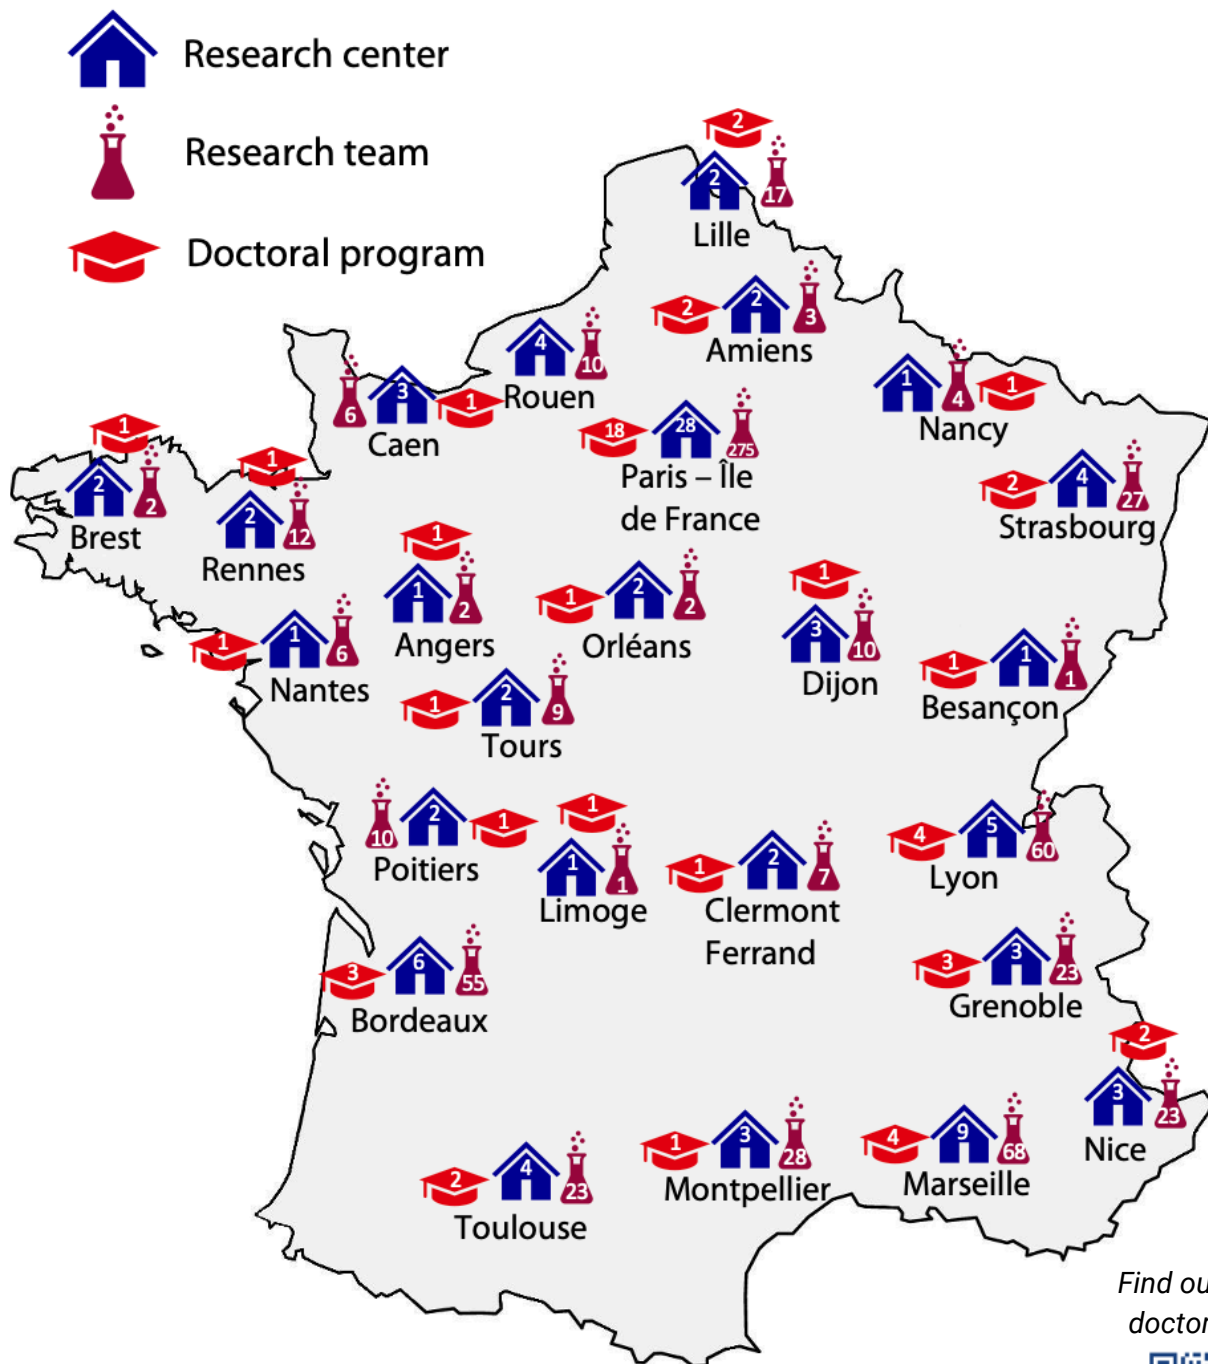 Research center
Research team
Doctoral program
2
2
17
Lille
2
2
3
Amiens
4
10
Rouen
6
3
1
Caen
1
4
1
Nancy
18
28
275
Paris – Île
de France
2
4
27
Strasbourg
1
2
2
Brest
1
2
12
Rennes
1
1
2
Angers
1
2
2
Orléans
1
3
10
Dijon
1
1
6
Nantes
1
1
1
Besançon
1
2
9
Tours
10
2
1
Poitiers
1
1
1
Limoge
1
2
7
Clermont
Ferrand
4
5
60
Lyon
3
6
55
Bordeaux
3
3
23
Grenoble
2
3
23
Nice
2
4
23
Toulouse
1
3
28
Montpellier
4
9
68
Marseille
Find ou
doctor